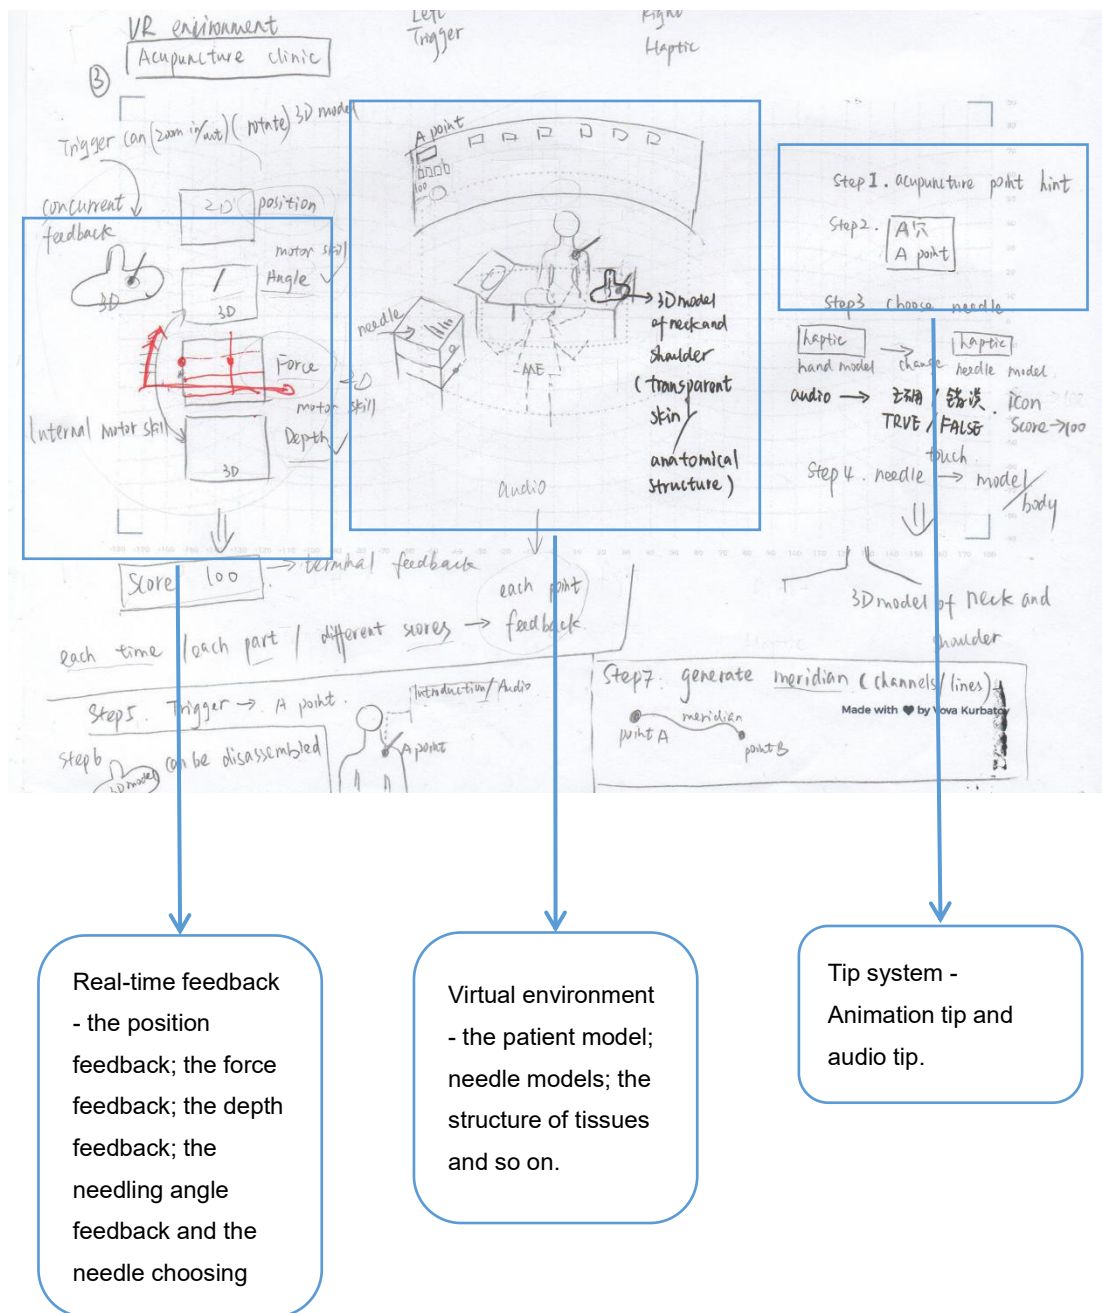 VR environment
Acupuncture clinic
Left
Trigger
Right
Haptic
③
Trigger can (zoom in/out) (rotate) 3D model
concurrent
feedback
2D
position
motor skill
3D
3D
Angle
Force
2D
motor skill
Internal motor skill
3D
Depth
Score 100
→ terminal feedback
each time / each part / different scores →
each point
feedback.
A point
100
needle
ME
3D model
of neck and
shoulder
(transparent
skin
anatomical
structure)
audio
Step 1. acupuncture point hint
Step 2.
A穴
A point
Step 3 choose needle
haptic
hand model
→
change
haptic
needle model
audio →
正确 / 错误.
TRUE / FALSE
icon
Score → 100
touch
Step 4. needle → model/
body
3D model of neck and
shoulder
Step 5. Trigger → A point.
Introduction / Audio
Step 6
3D model
can be disassembled
A point
Step 7. generate meridian (channels/lines)
Made with ♥ by Vova Kurbatov
point A
meridian
point B
Real-time feedback
- the position
feedback; the force
feedback; the depth
feedback; the
needling angle
feedback and the
needle choosing
Virtual environment
- the patient model;
needle models; the
structure of tissues
and so on.
Tip system -
Animation tip and
audio tip.